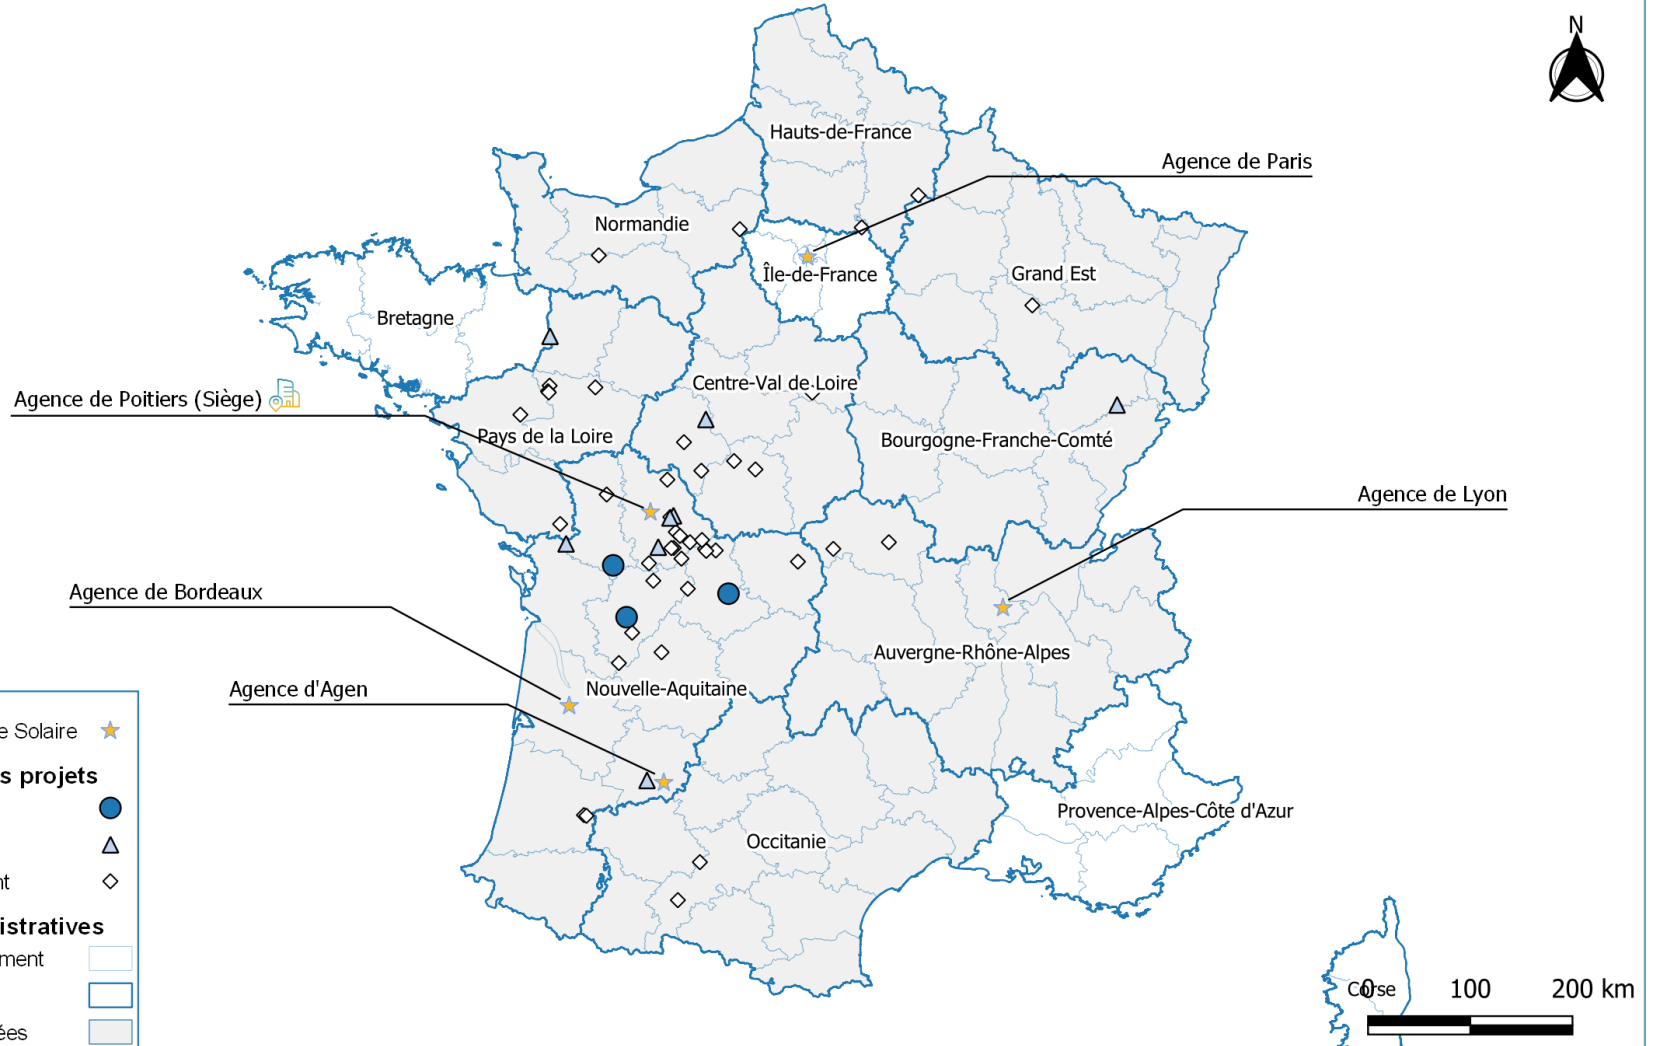 N
Hauts-de-France
Agence de Paris
Normandie
Île-de-France
Grand Est
Bretagne
Centre-Val de Loire
Agence de Poitiers (Siège)
Pays de la Loire
Bourgogne-Franche-Comté
Agence de Lyon
Agence de Bordeaux
Auvergne-Rhône-Alpes
Agence d'Agen
Nouvelle-Aquitaine
e Solaire
s projets
Provence-Alpes-Côte d'Azur
Occitanie
nt
istratives
ment
Corse
0 100 200 km
ées